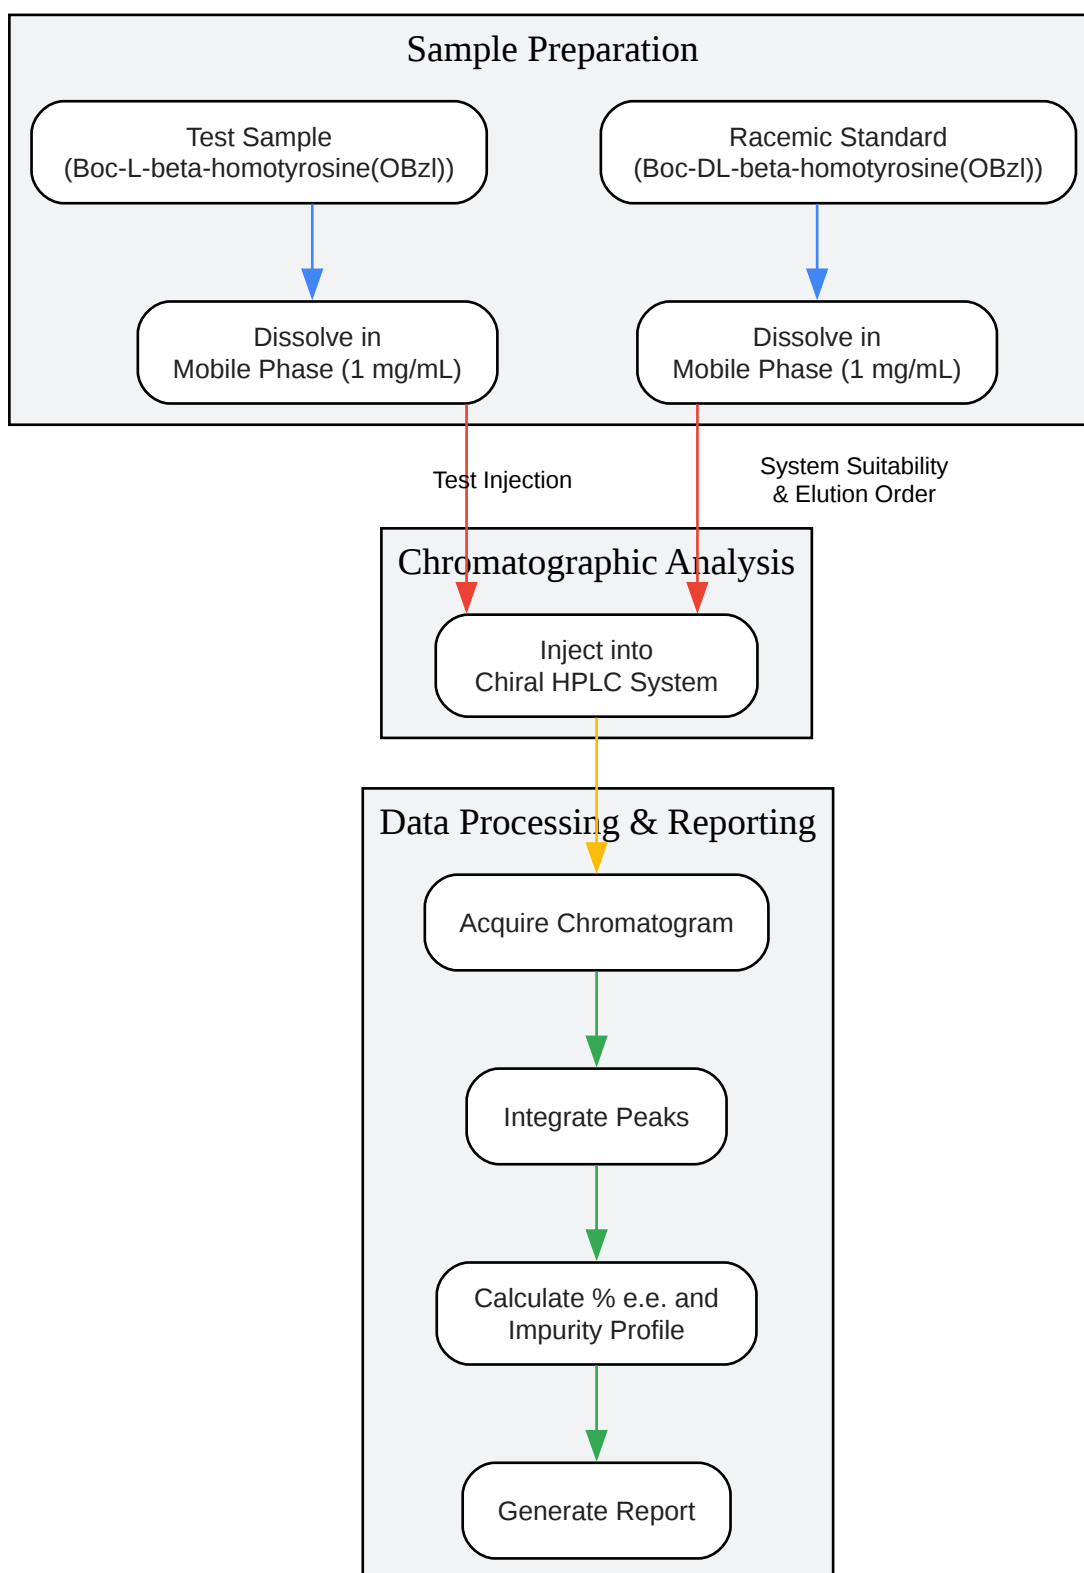 Sample Preparation
Test Sample
(Boc-L-beta-homotyrosine(OBzl))
Racemic Standard
(Boc-DL-beta-homotyrosine(OBzl))
Dissolve in
Mobile Phase (1 mg/mL)
Dissolve in
Mobile Phase (1 mg/mL)
Test Injection
System Suitability
& Elution Order
Chromatographic Analysis
Inject into
Chiral HPLC System
Data Processing & Reporting
Acquire Chromatogram
Integrate Peaks
Calculate % e.e. and
Impurity Profile
Generate Report